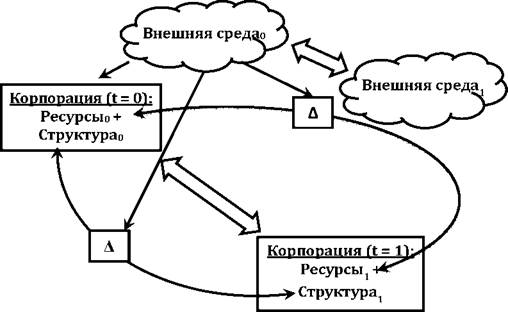 Внешняя среда₀
Внешняя среда₁
Корпорация (t = 0):
Ресурсы₀ +
Структура₀
Δ
Δ
Корпорация (t = 1):
Ресурсы₁ +
Структура₁